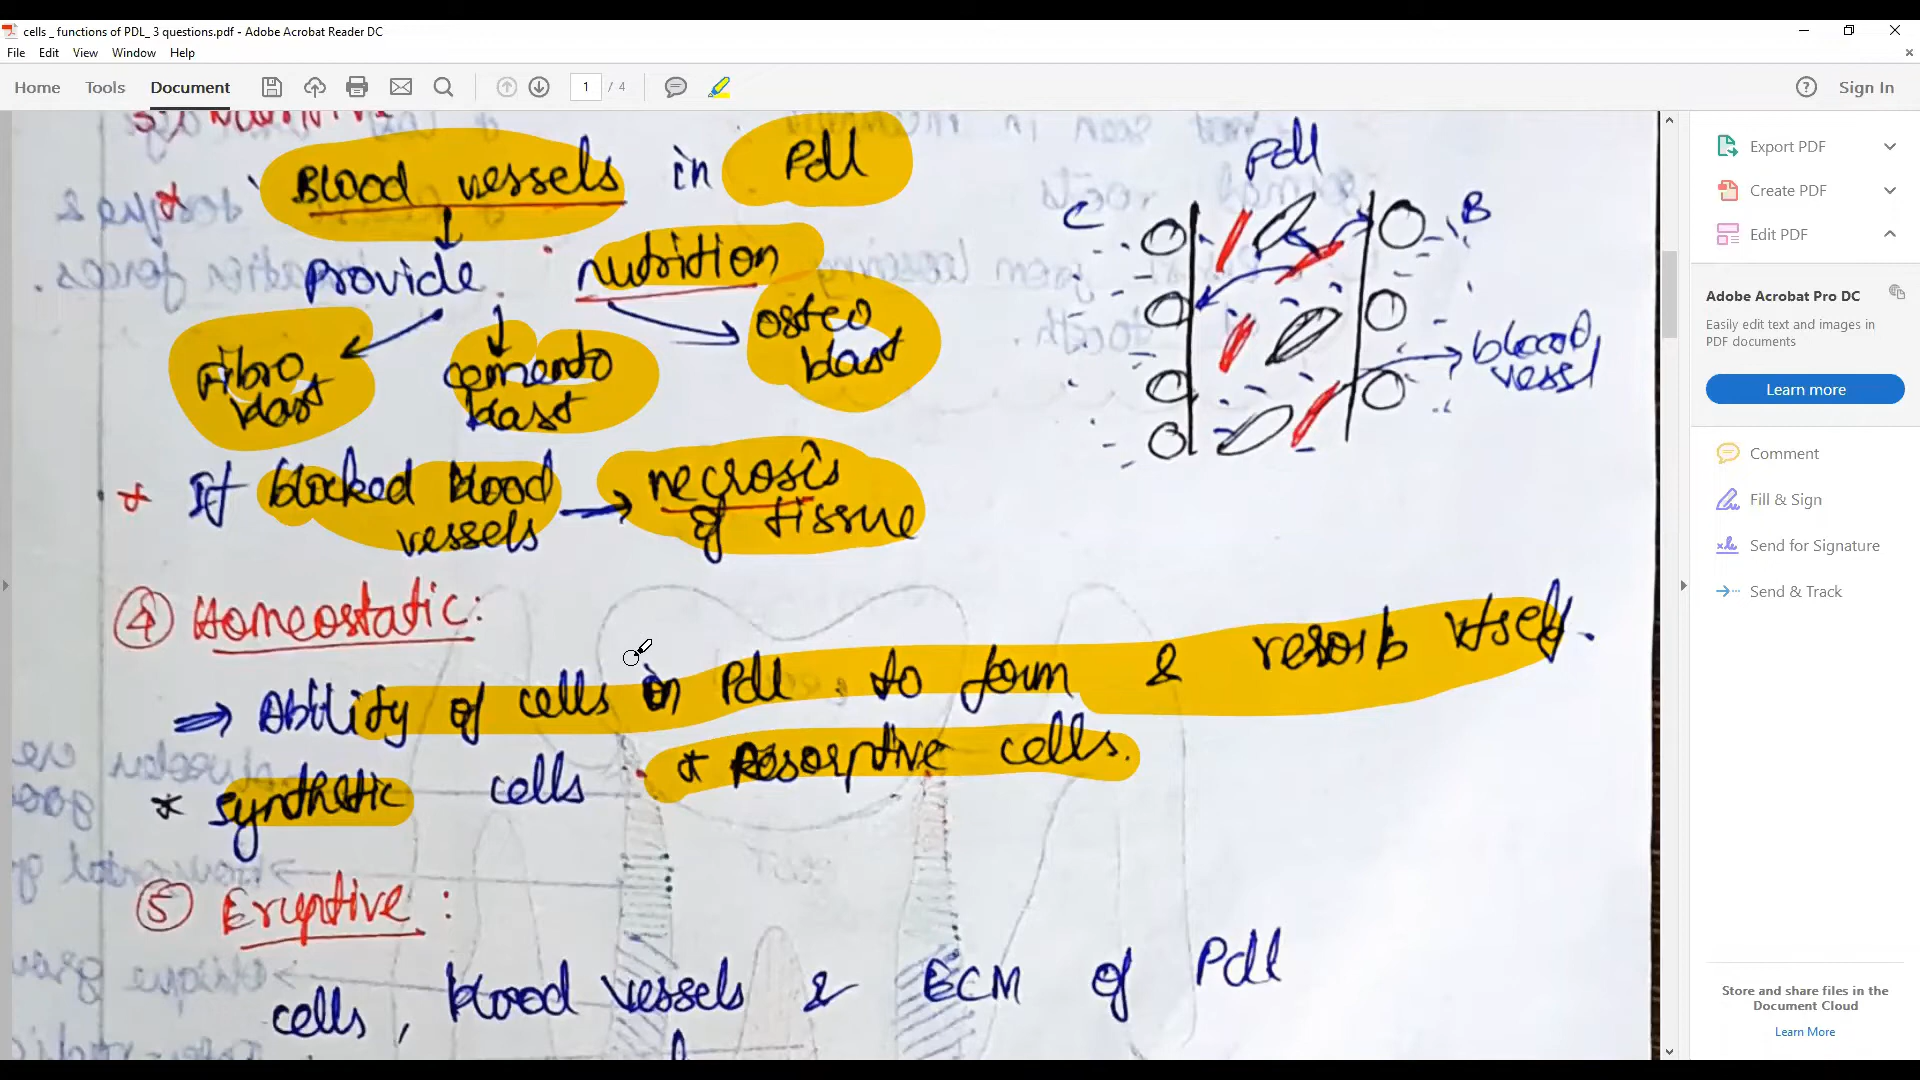 cells _ functions of PDL_ 3 questions.pdf - Adobe Acrobat Reader DC
File Edit View Window Help
Home Tools Document 1 / 4 Sign In
Blood vessels in Pdl
provide nutrition
Fibro blast
cemento blast
osteo blast
* If blocked blood vessels → necrosis of tissue
Pdl
C B
blood vessl
④ Homeostatic:
⇒ Ability of cells in Pdl to form & resorb itself.
* synthetic cells * Resorptive cells.
⑤ Eruptive :
cells, blood vessels & ECM of Pdl
Export PDF
Create PDF
Edit PDF
Adobe Acrobat Pro DC
Easily edit text and images in
PDF documents
Learn more
Comment
Fill & Sign
Send for Signature
Send & Track
Store and share files in the
Document Cloud
Learn More